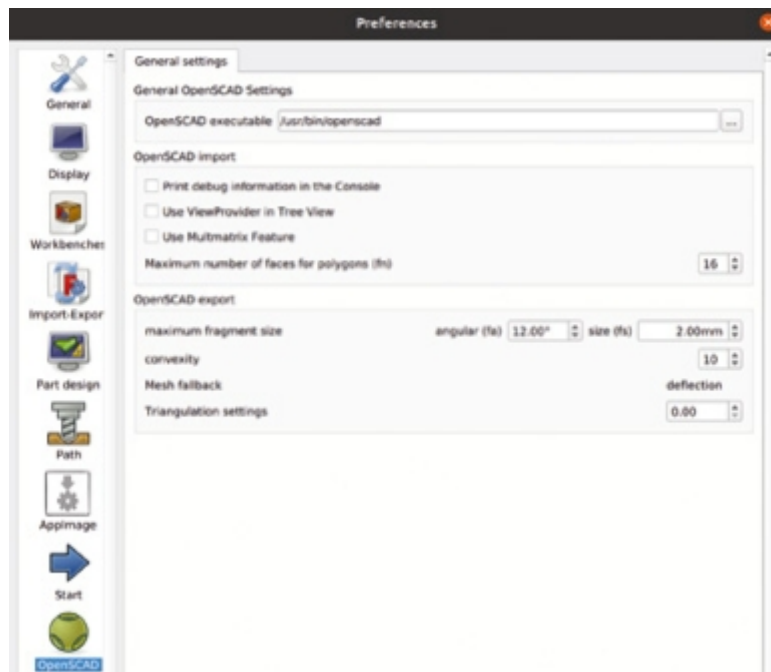 Preferences
General
Display
Workbenches
Import-Expor
Part design
Path
AppImage
Start
OpenSCAD
General settings
General OpenSCAD Settings
OpenSCAD executable /usr/bin/openscad ...
OpenSCAD import
Print debug information in the Console
Use ViewProvider in Tree View
Use Multmatrix Feature
Maximum number of faces for polygons (fn) 16
OpenSCAD export
maximum fragment size angular (fa) 12.00° size (fs) 2.00mm
convexity 10
Mesh fallback deflection
Triangulation settings 0.00